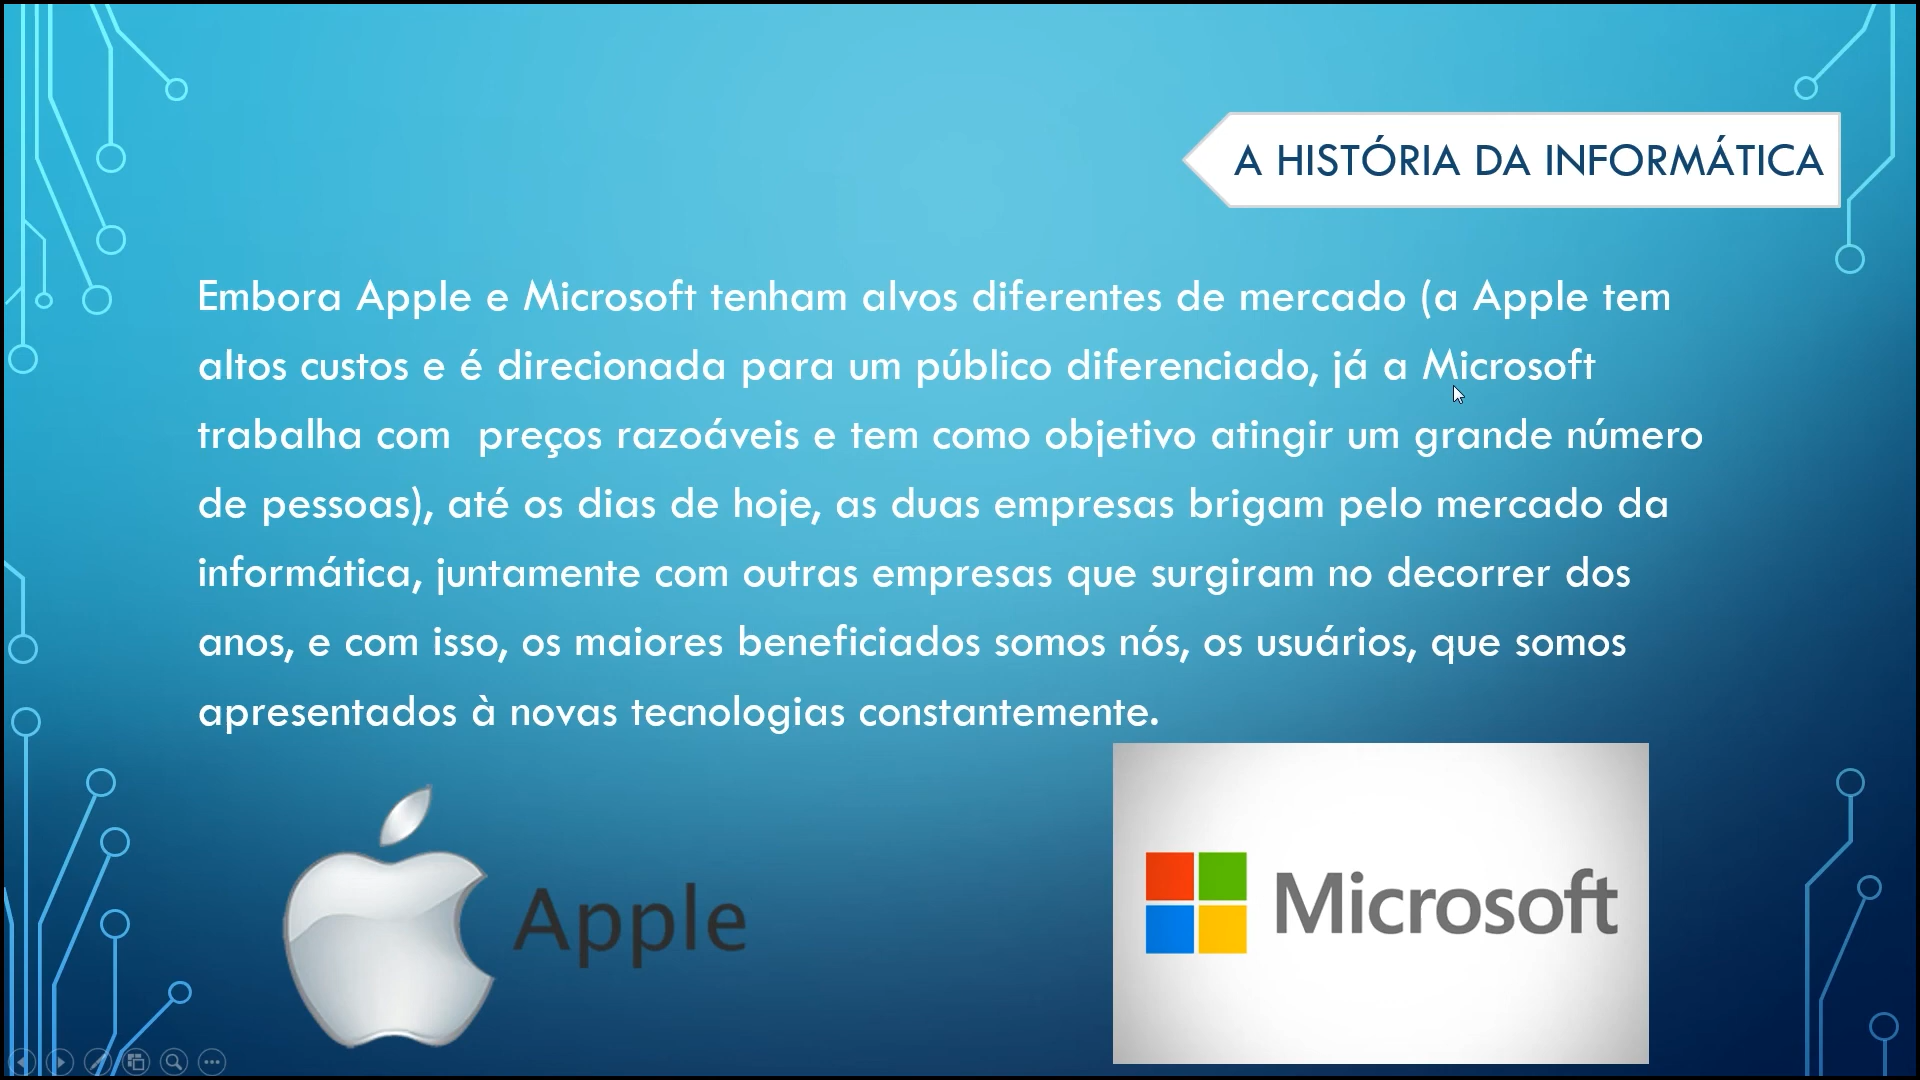 A HISTÓRIA DA INFORMÁTICA
Embora Apple e Microsoft tenham alvos diferentes de mercado (a Apple tem
altos custos e é direcionada para um público diferenciado, já a Microsoft
trabalha com  preços razoáveis e tem como objetivo atingir um grande número
de pessoas), até os dias de hoje, as duas empresas brigam pelo mercado da
informática, juntamente com outras empresas que surgiram no decorrer dos
anos, e com isso, os maiores beneficiados somos nós, os usuários, que somos
apresentados à novas tecnologias constantemente.
Apple
Microsoft